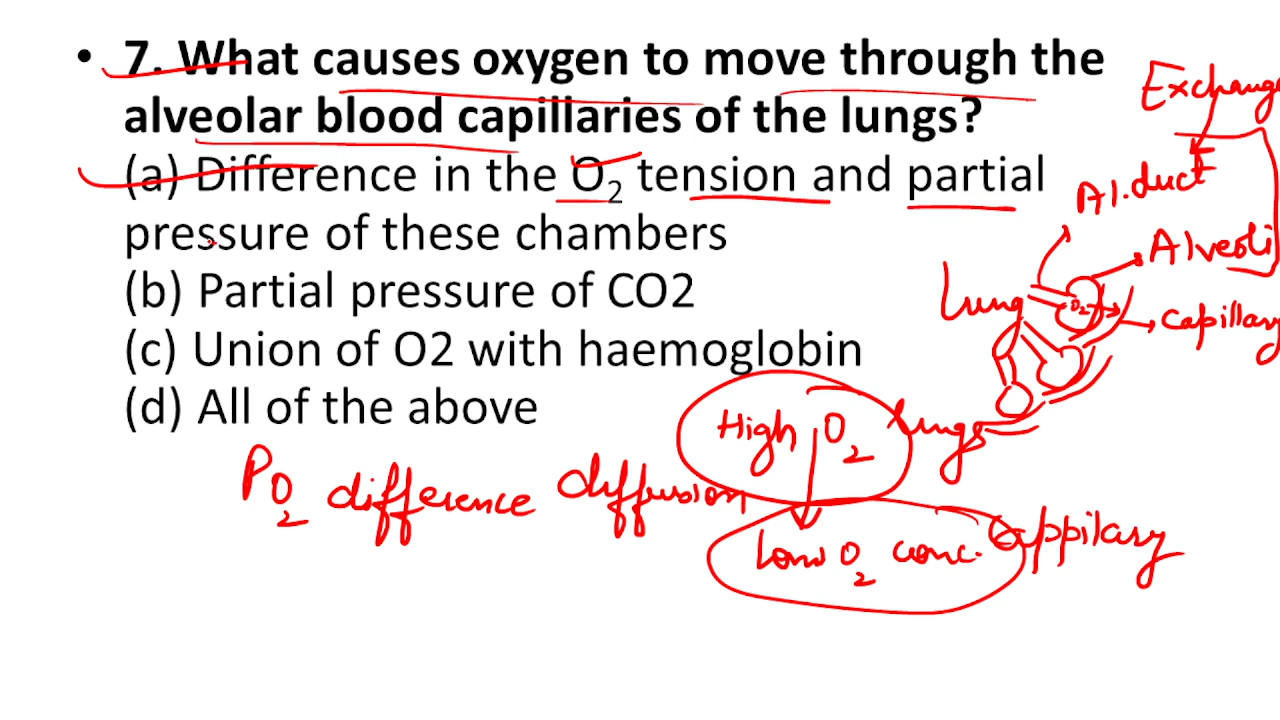 • 7. What causes oxygen to move through the
alveolar blood capillaries of the lungs?
(a) Difference in the O₂ tension and partial
pressure of these chambers
(b) Partial pressure of CO2
(c) Union of O2 with haemoglobin
(d) All of the above
Exchange
Al. duct
Alveoli
Lung
O₂
Capillary
High O₂ lungs
PO₂ difference diffusion
Low O₂ conc. Cappilary